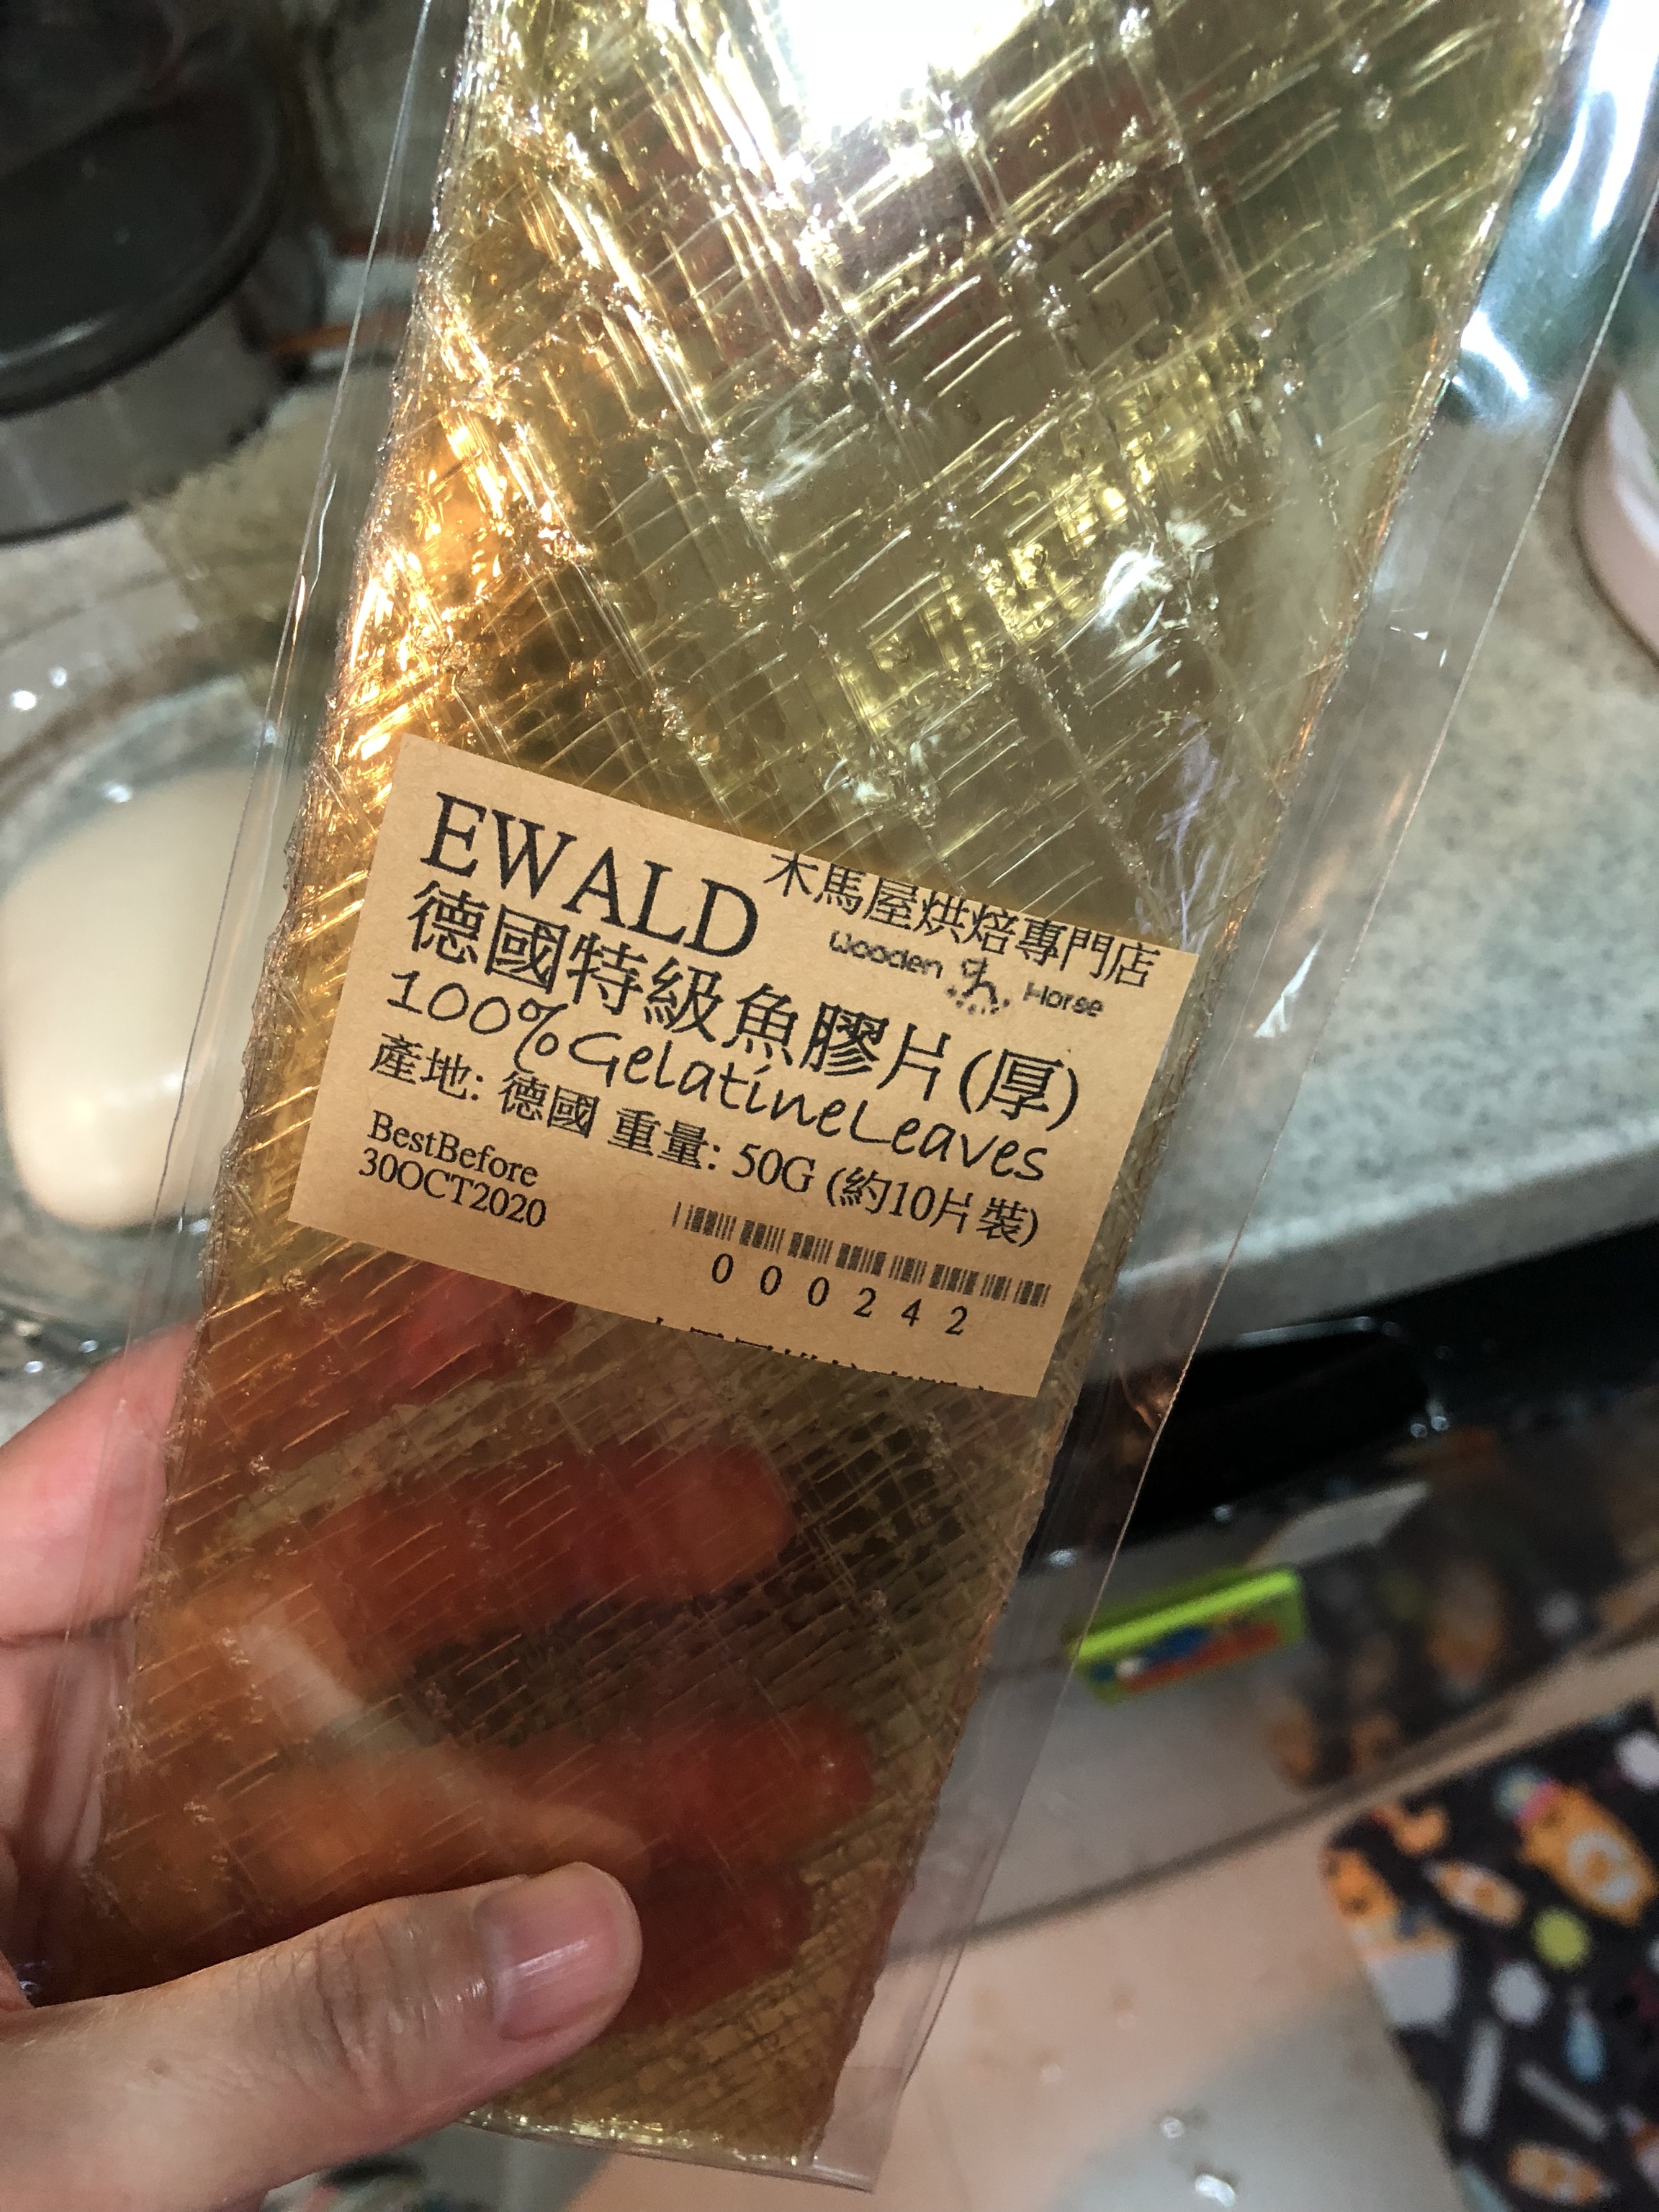 EWALD
木馬屋烘焙專門店
Wooden Horse
德國特級魚膠片(厚)
100%GelatineLeaves
產地: 德國 重量: 50G (約10片裝)
BestBefore
30OCT2020
000242